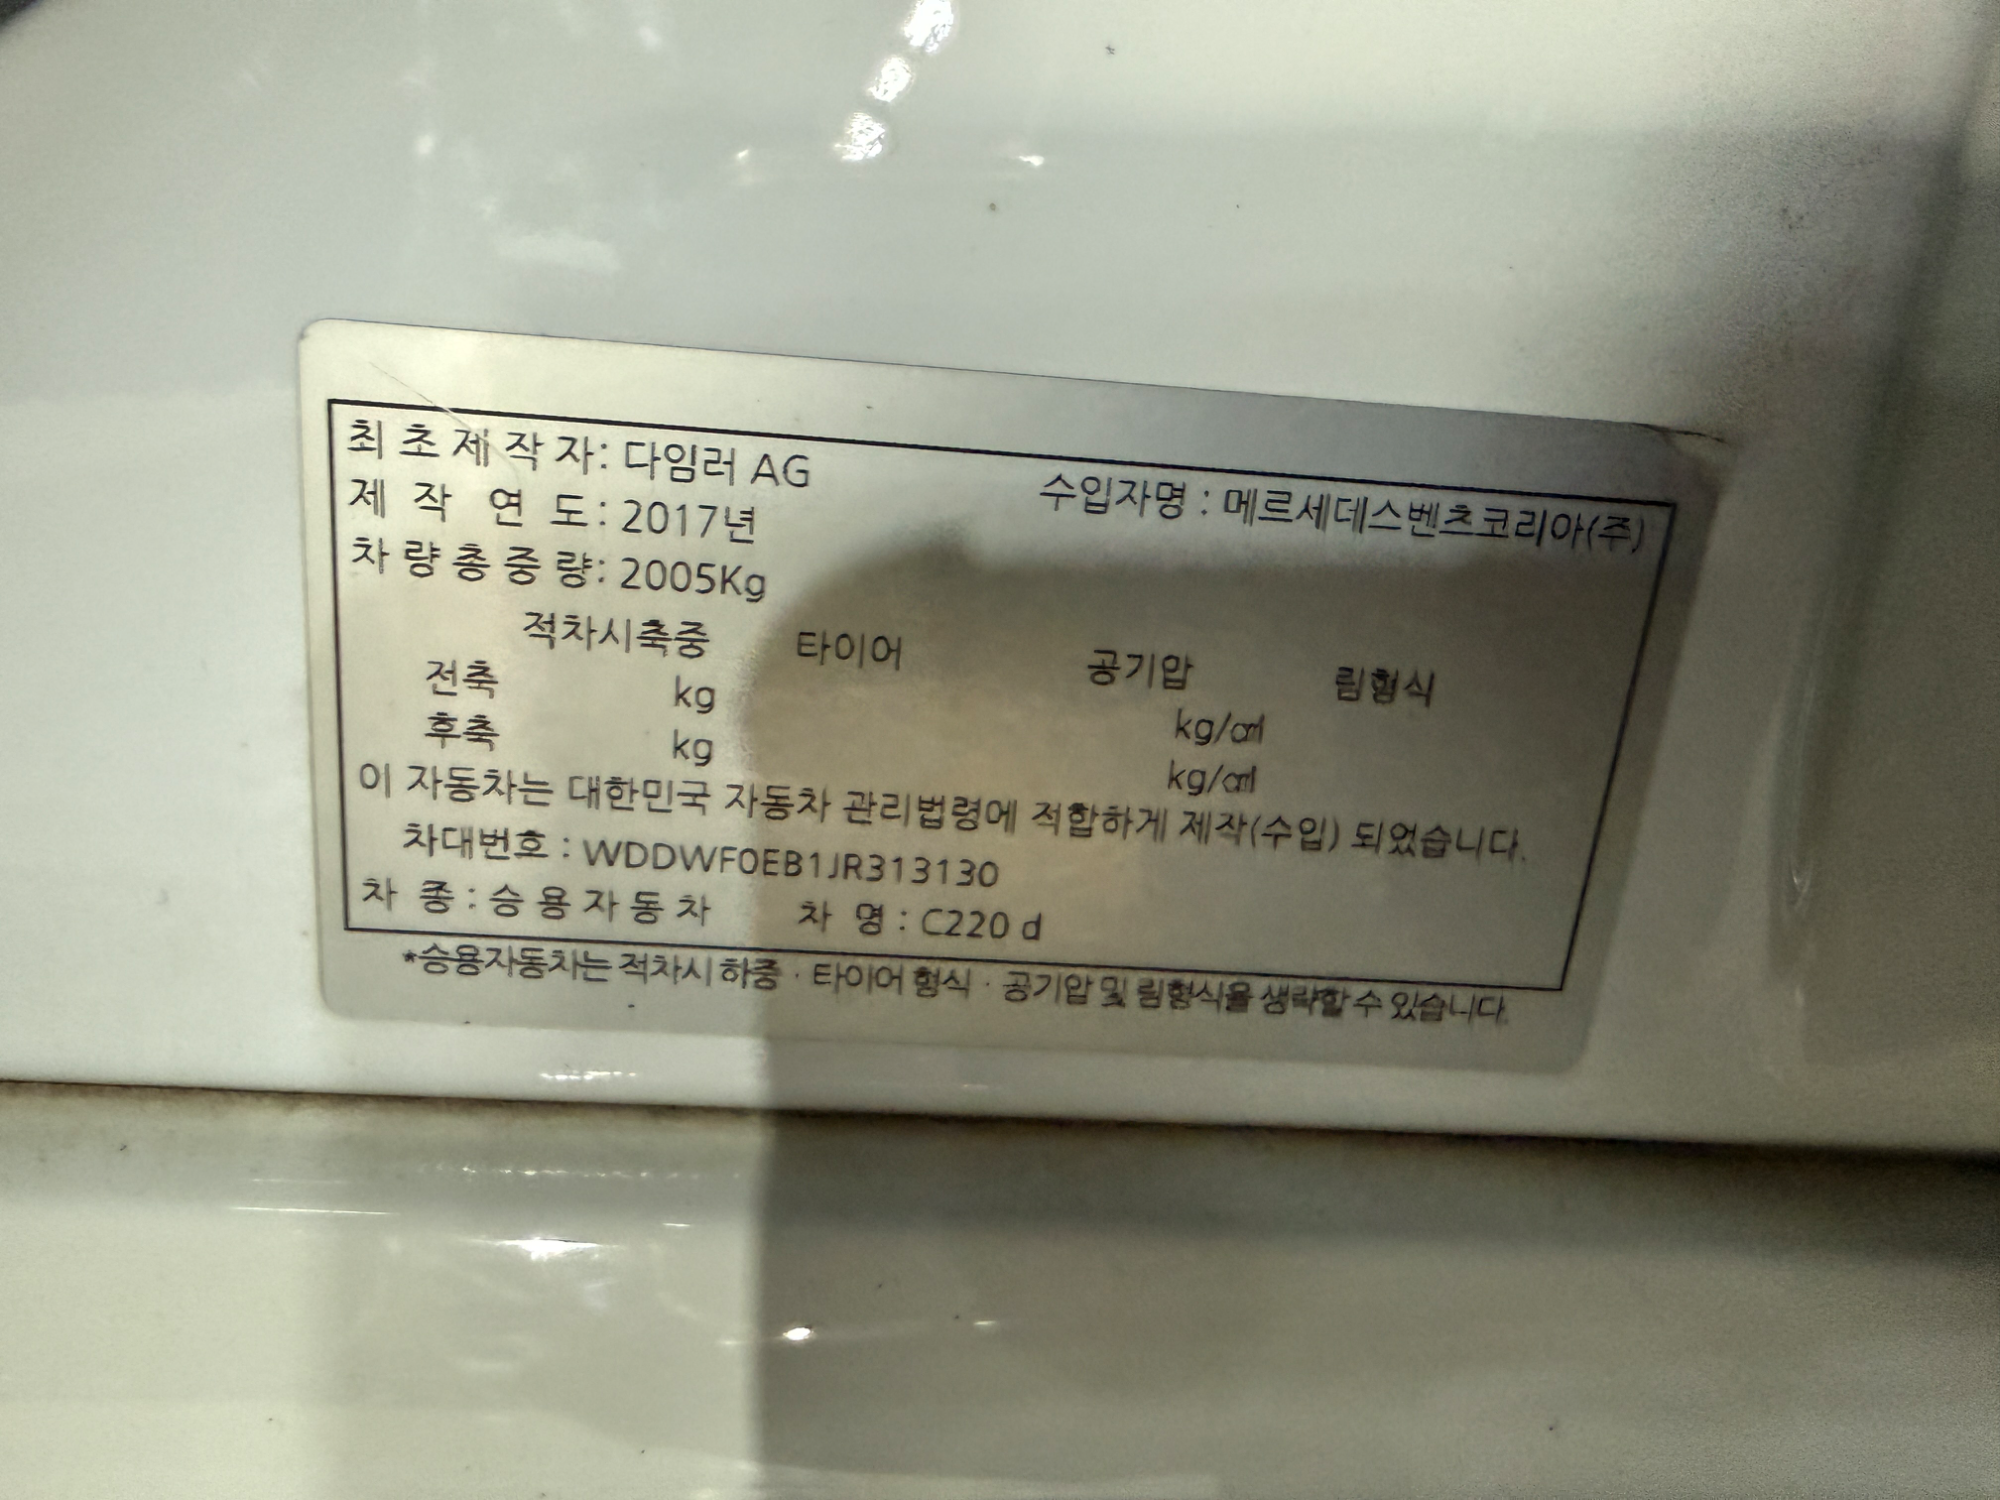 최초제작자: 다임러 AG
수입자명 : 메르세데스벤츠코리아(주)
제 작 연 도: 2017년
차량총중량: 2005Kg
적차시축중 타이어 공기압 림형식
전축 kg kg/㎠
후축 kg kg/㎠
이 자동차는 대한민국 자동차 관리법령에 적합하게 제작(수입) 되었습니다.
차대번호 : WDDWF0EB1JR313130
차 종 : 승용자동차 차 명 : C220 d
*승용자동차는 적차시 하중 · 타이어 형식 · 공기압 및 림형식을 생략할 수 있습니다.